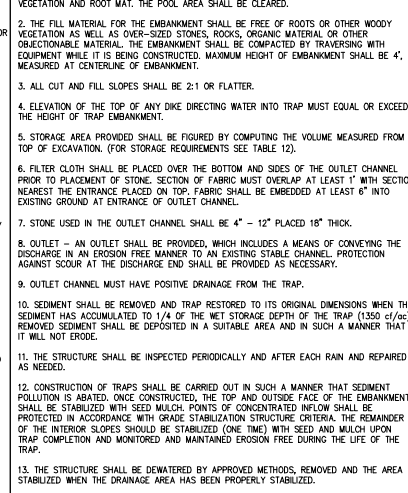 VEGETATION AND ROOT MAT. THE POOL AREA SHALL BE CLEARED.
2. THE FILL MATERIAL FOR THE EMBANKMENT SHALL BE FREE OF ROOTS OR OTHER WOODY
OR VEGETATION AS WELL AS OVER-SIZED STONES, ROCKS, ORGANIC MATERIAL OR OTHER
OBJECTIONABLE MATERIAL. THE EMBANKMENT SHALL BE COMPACTED BY TRAVERSING WITH
EQUIPMENT WHILE IT IS BEING CONSTRUCTED. MAXIMUM HEIGHT OF EMBANKMENT SHALL BE 4',
MEASURED AT CENTERLINE OF EMBANKMENT.
3. ALL CUT AND FILL SLOPES SHALL BE 2:1 OR FLATTER.
4. ELEVATION OF THE TOP OF ANY DIKE DIRECTING WATER INTO TRAP MUST EQUAL OR EXCEED
THE HEIGHT OF TRAP EMBANKMENT.
5. STORAGE AREA PROVIDED SHALL BE FIGURED BY COMPUTING THE VOLUME MEASURED FROM
TOP OF EXCAVATION. (FOR STORAGE REQUIREMENTS SEE TABLE 12).
6. FILTER CLOTH SHALL BE PLACED OVER THE BOTTOM AND SIDES OF THE OUTLET CHANNEL
PRIOR TO PLACEMENT OF STONE. SECTION OF FABRIC MUST OVERLAP AT LEAST 1' WITH SECTIO
NEAREST THE ENTRANCE PLACED ON TOP. FABRIC SHALL BE EMBEDDED AT LEAST 6" INTO
EXISTING GROUND AT ENTRANCE OF OUTLET CHANNEL.
7. STONE USED IN THE OUTLET CHANNEL SHALL BE 4" – 12" PLACED 18" THICK.
8. OUTLET – AN OUTLET SHALL BE PROVIDED, WHICH INCLUDES A MEANS OF CONVEYING THE
DISCHARGE IN AN EROSION FREE MANNER TO AN EXISTING STABLE CHANNEL. PROTECTION
AGAINST SCOUR AT THE DISCHARGE END SHALL BE PROVIDED AS NECESSARY.
9. OUTLET CHANNEL MUST HAVE POSITIVE DRAINAGE FROM THE TRAP.
10. SEDIMENT SHALL BE REMOVED AND TRAP RESTORED TO ITS ORIGINAL DIMENSIONS WHEN TH
SEDIMENT HAS ACCUMULATED TO 1/4 OF THE WET STORAGE DEPTH OF THE TRAP (1350 cf/ac)
REMOVED SEDIMENT SHALL BE DEPOSITED IN A SUITABLE AREA AND IN SUCH A MANNER THAT
IT WILL NOT ERODE.
11. THE STRUCTURE SHALL BE INSPECTED PERIODICALLY AND AFTER EACH RAIN AND REPAIRED
AS NEEDED.
12. CONSTRUCTION OF TRAPS SHALL BE CARRIED OUT IN SUCH A MANNER THAT SEDIMENT
POLLUTION IS ABATED. ONCE CONSTRUCTED, THE TOP AND OUTSIDE FACE OF THE EMBANKMENT
SHALL BE STABILIZED WITH SEED MULCH. POINTS OF CONCENTRATED INFLOW SHALL BE
PROTECTED IN ACCORDANCE WITH GRADE STABILIZATION STRUCTURE CRITERIA. THE REMAINDER
OF THE INTERIOR SLOPES SHOULD BE STABILIZED (ONE TIME) WITH SEED AND MULCH UPON
TRAP COMPLETION AND MONITORED AND MAINTAINED EROSION FREE DURING THE LIFE OF THE
TRAP.
13. THE STRUCTURE SHALL BE DEWATERED BY APPROVED METHODS, REMOVED AND THE AREA
STABILIZED WHEN THE DRAINAGE AREA HAS BEEN PROPERLY STABILIZED.